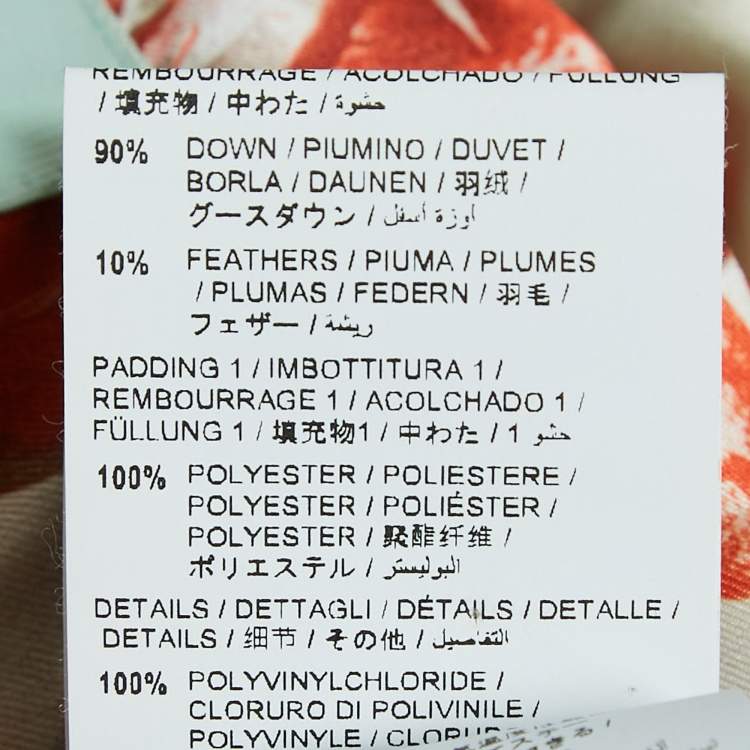 REMBOURRAGE / ACOLCHADO / FÜLLUNG
/ 填充物 / 中わた / حشوة
90% DOWN / PIUMINO / DUVET /
BORLA / DAUNEN / 羽绒 /
グースダウン / اوزة أسفل
10% FEATHERS / PIUMA / PLUMES
/ PLUMAS / FEDERN / 羽毛 /
フェザー / ريشة
PADDING 1 / IMBOTTITURA 1 /
REMBOURRAGE 1 / ACOLCHADO 1 /
FÜLLUNG 1 / 填充物1 / 中わた / 1 حشو
100% POLYESTER / POLIESTERE /
POLYESTER / POLIÉSTER /
POLYESTER / 聚酯纤维 /
ポリエステル / البوليستر
DETAILS / DETTAGLI / DÉTAILS / DETALLE /
DETAILS / 细节 / その他 / التفاصيل
100% POLYVINYLCHLORIDE /
CLORURO DI POLIVINILE /
POLYVINYLE /